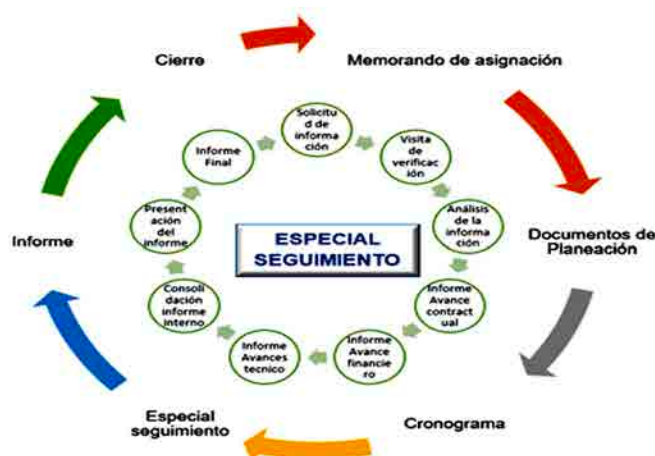 Cierre
Memorando de asignación
Documentos de
Planeación
Cronograma
Especial
seguimiento
Informe
Solicitu
d de
informa
ción
Visita
de
verificac
ión
Análisis
de la
informa
ción
Informe
Avance
contract
ual
Informe
Avance
financie
ro
Informe
Avances
tecnico
Consoli
dación
informe
interno
Present
ación
del
informe
Informe
Final
ESPECIAL
SEGUIMIENTO